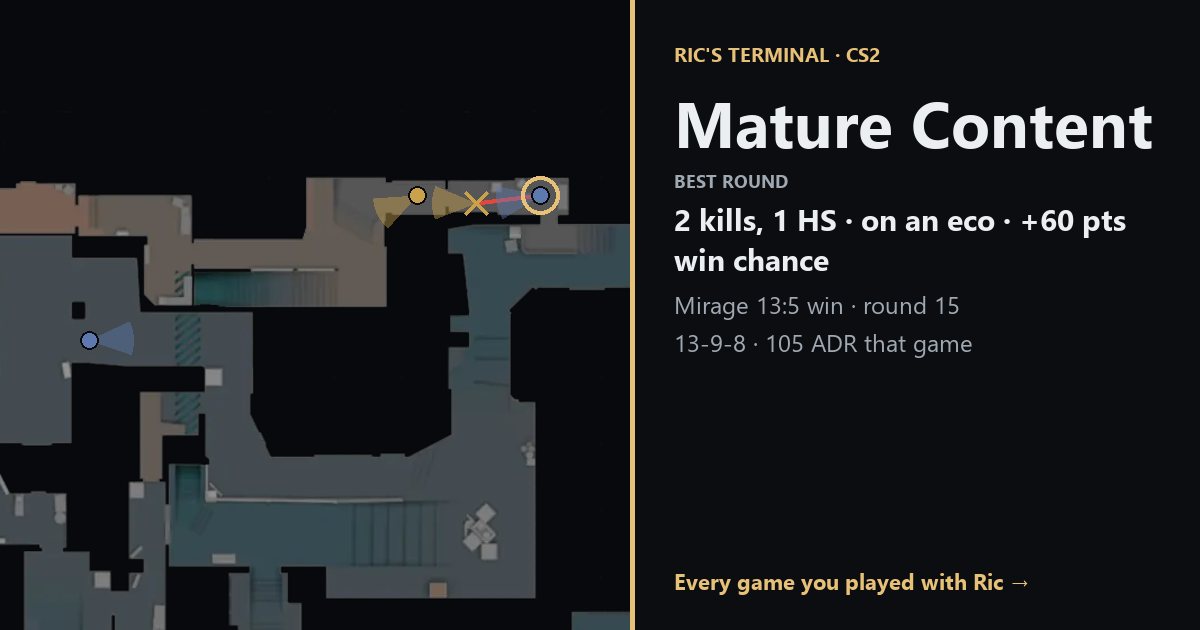 RIC'S TERMINAL · CS2
Mature Content
BEST ROUND
2 kills, 1 HS · on an eco · +60 pts
win chance
Mirage 13:5 win · round 15
13-9-8 · 105 ADR that game
Every game you played with Ric →